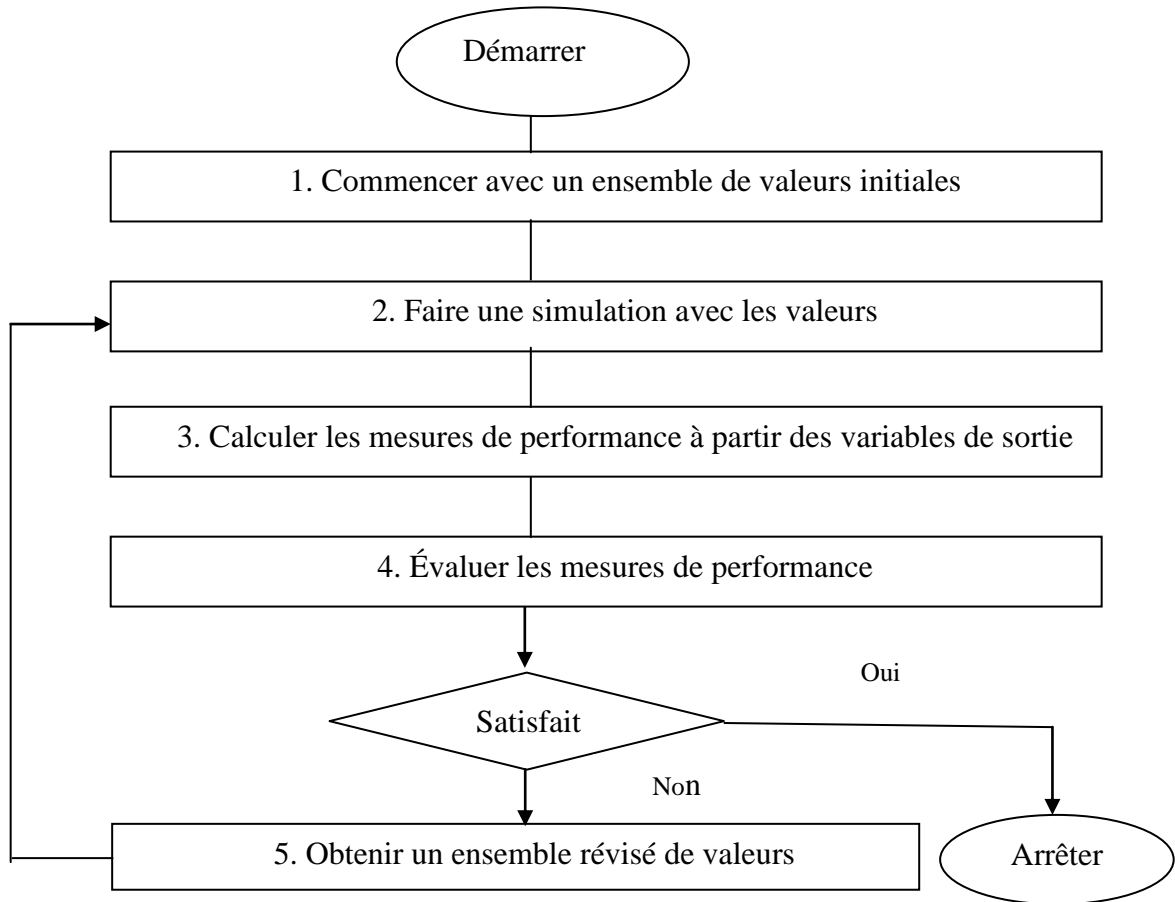 Démarrer
1. Commencer avec un ensemble de valeurs initiales
2. Faire une simulation avec les valeurs
3. Calculer les mesures de performance à partir des variables de sortie
4. Évaluer les mesures de performance
Oui
Satisfait
Non
5. Obtenir un ensemble révisé de valeurs
Arrêter